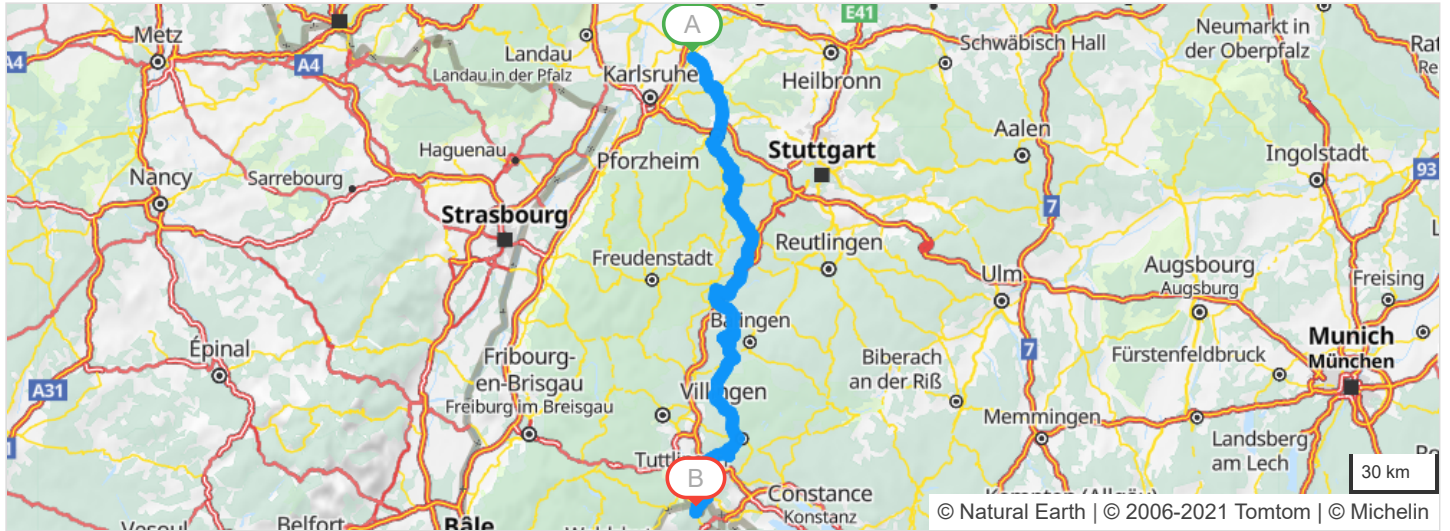 A
E41
Metz
Neumarkt in
der Oberpfalz
Schwäbisch Hall
Landau
Landau in der Pfalz
A4
A4
Karlsruhe
Heilbronn
Aalen
Haguenau
Pforzheim
Stuttgart
Ingolstadt
93
Nancy
Sarrebourg
Strasbourg
7
Reutlingen
Freudenstadt
Ulm
Augsbourg
Augsburg
Freising
Munich
München
Épinal
Fribourg-
en-Brisgau
Freiburg im Breisgau
7
Biberach
an der Riß
Fürstenfeldbruck
A31
Memmingen
Landsberg
am Lech
B
30 km
Constance
Konstanz
© Natural Earth | © 2006-2021 Tomtom | © Michelin
Vesoul
Belfort
Bâle